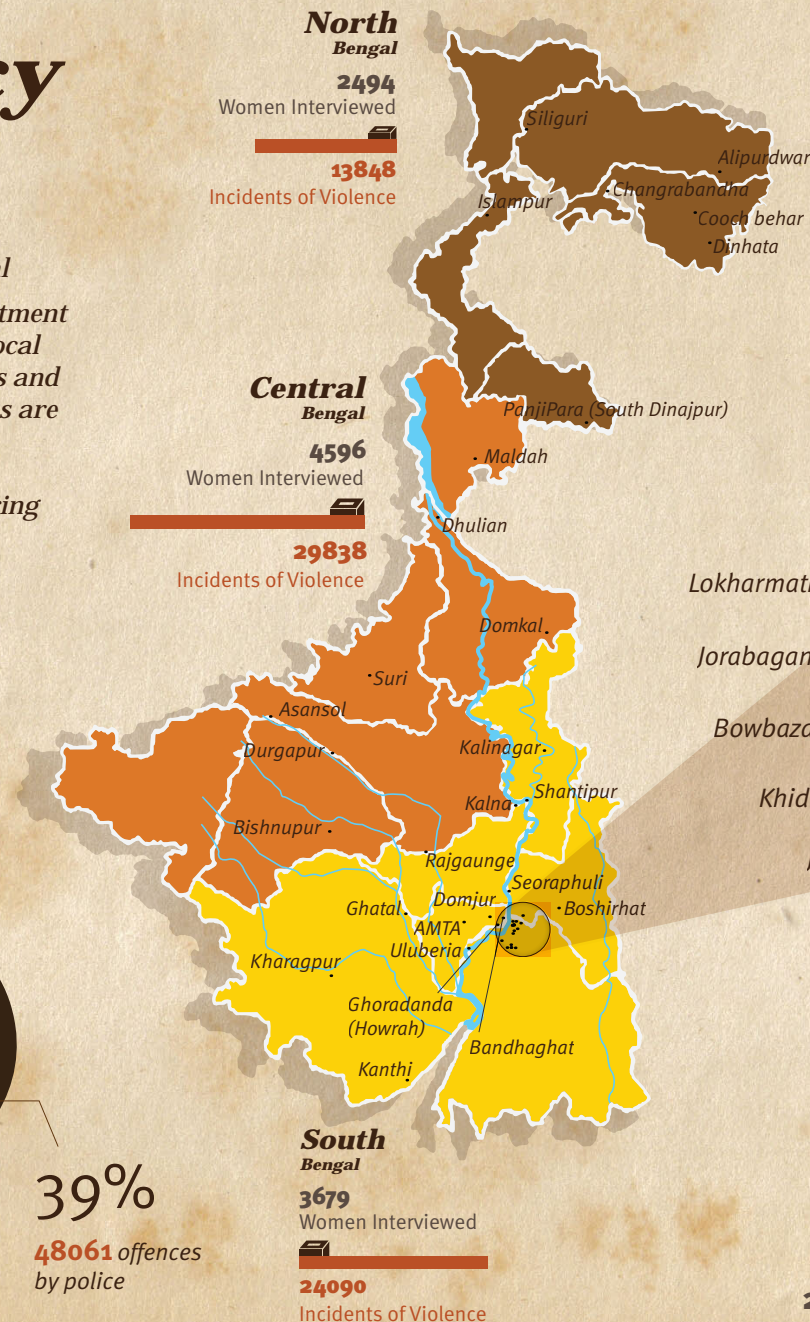 North
Bengal
2494
Women Interviewed
13848
Incidents of Violence
Siliguri
Alipurdwar
Changrabandha
Islampur
Cooch behar
Dinhata
tment
ocal
s and
s are
Central
Bengal
4596
Women Interviewed
29838
Incidents of Violence
PanjiPara (South Dinajpur)
Maldah
Dhulian
Domkal
Suri
Asansol
Durgapur
Kalinagar
Kalna
Shantipur
Bishnupur
Rajgaunge
Seoraphuli
Ghatal
Domjur
Boshirhat
AMTA
Uluberia
Kharagpur
Ghoradanda
(Howrah)
Bandhaghat
Kanthi
Lokharmati
Jorabagan
Bowbaza
Khid
South
Bengal
3679
Women Interviewed
24090
Incidents of Violence
39%
48061 offences
by police